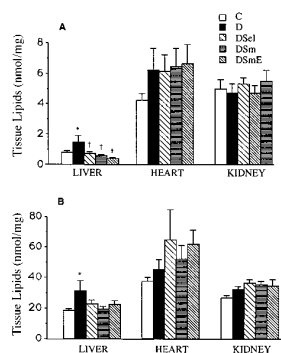 C
D
DSel
DSm
DSmE
A
Tissue Lipids (nmol/mg)
8
6
4
2
0
* † † †
LIVER HEART KIDNEY
B
Tissue Lipids (nmol/mg)
80
60
40
20
0
*
LIVER HEART KIDNEY